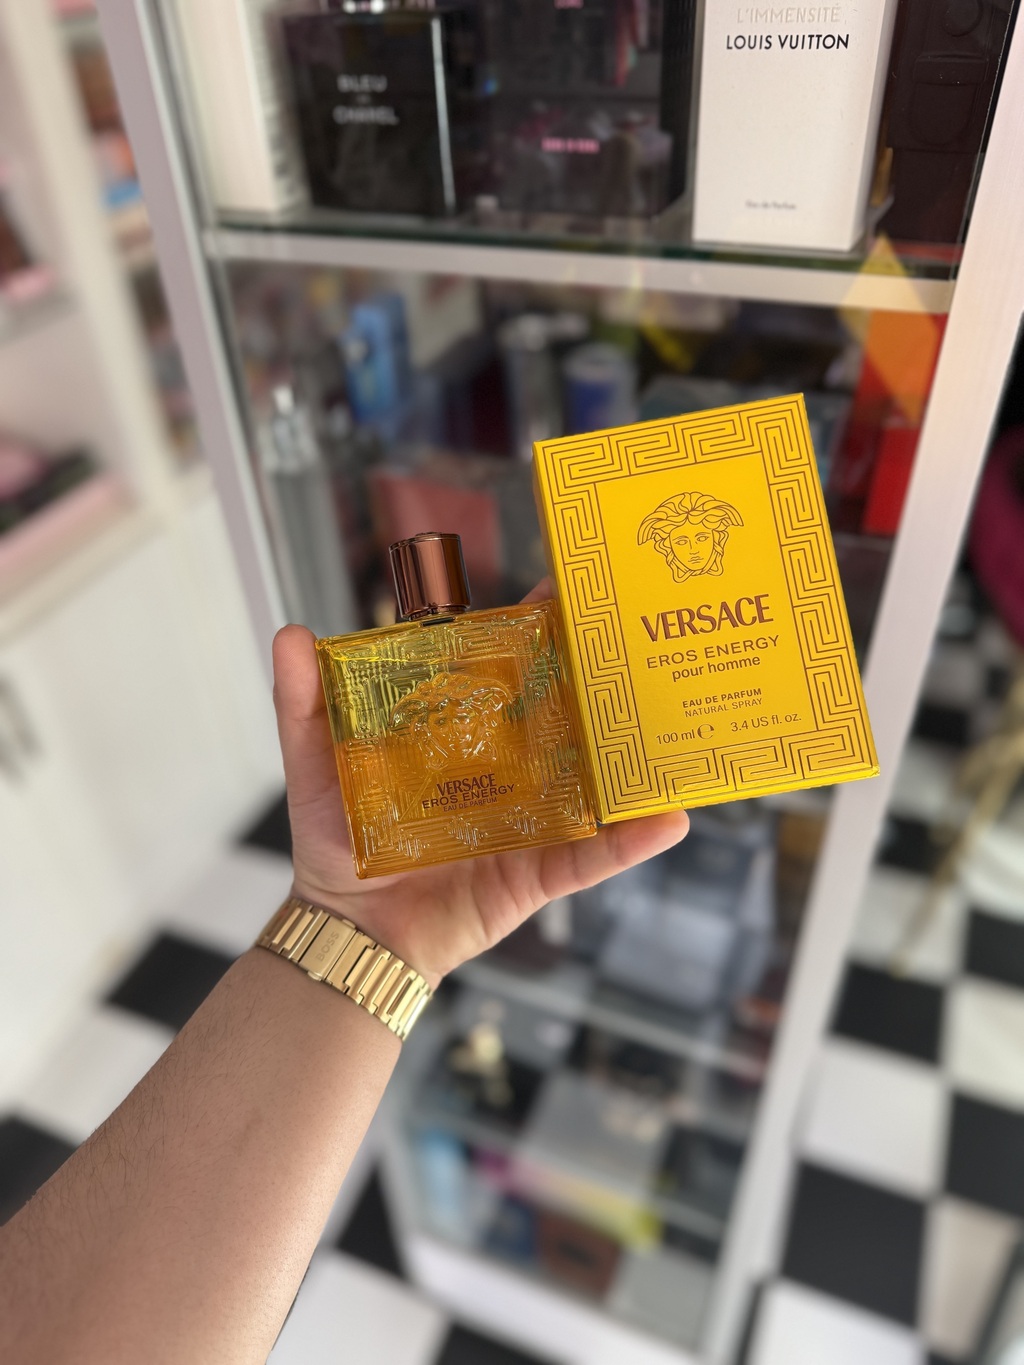 L'IMMENSITÉ
LOUIS VUITTON
Eau de Parfum
BLEU
DE
CHANEL
VERSACE
EROS ENERGY
pour homme
EAU DE PARFUM
NATURAL SPRAY
100 ml e 3.4 US fl. oz.
VERSACE
EROS ENERGY
EAU DE PARFUM
BOSS